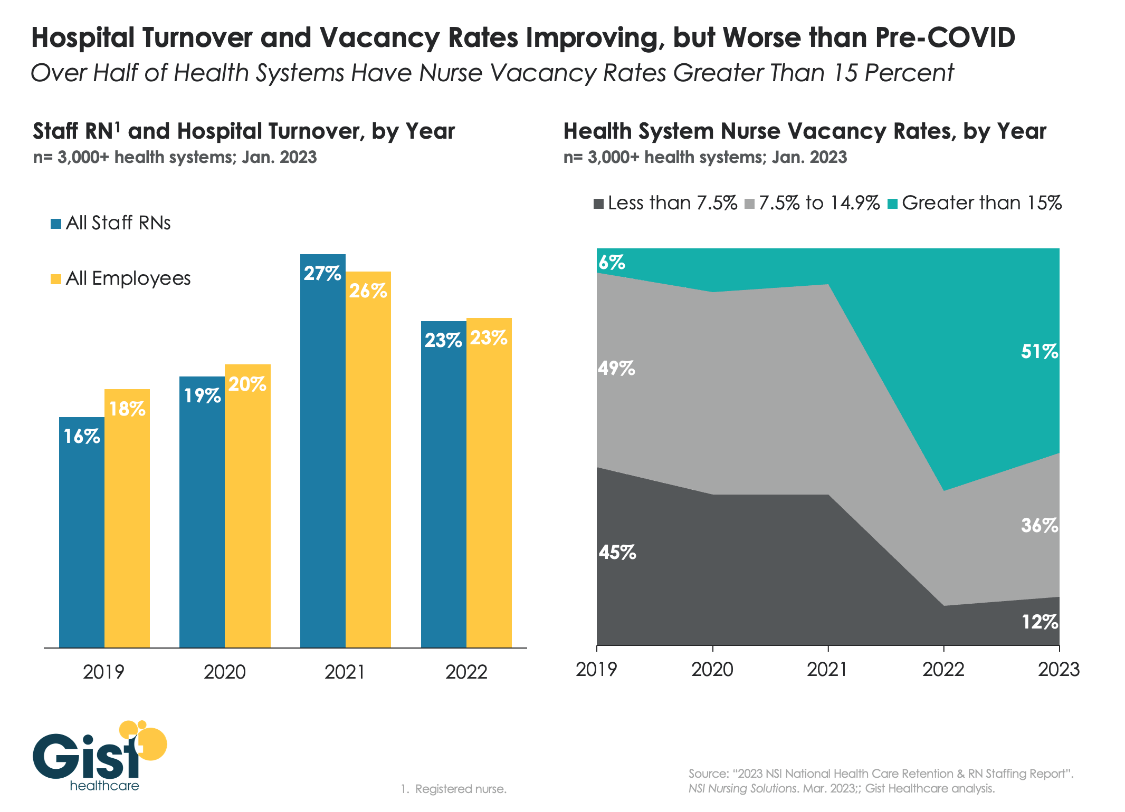 Hospital Turnover and Vacancy Rates Improving, but Worse than Pre-COVID
Over Half of Health Systems Have Nurse Vacancy Rates Greater Than 15 Percent
Staff RN¹ and Hospital Turnover, by Year
n= 3,000+ health systems; Jan. 2023
All Staff RNs
All Employees
16%
18%
19%
20%
27%
26%
23%
23%
2019
2020
2021
2022
Health System Nurse Vacancy Rates, by Year
n= 3,000+ health systems; Jan. 2023
Less than 7.5%
7.5% to 14.9%
Greater than 15%
6%
49%
45%
51%
36%
12%
2019
2020
2021
2022
2023
Gist
healthcare
1. Registered nurse.
Source: “2023 NSI National Health Care Retention & RN Staffing Report”.
NSI Nursing Solutions. Mar. 2023;; Gist Healthcare analysis.